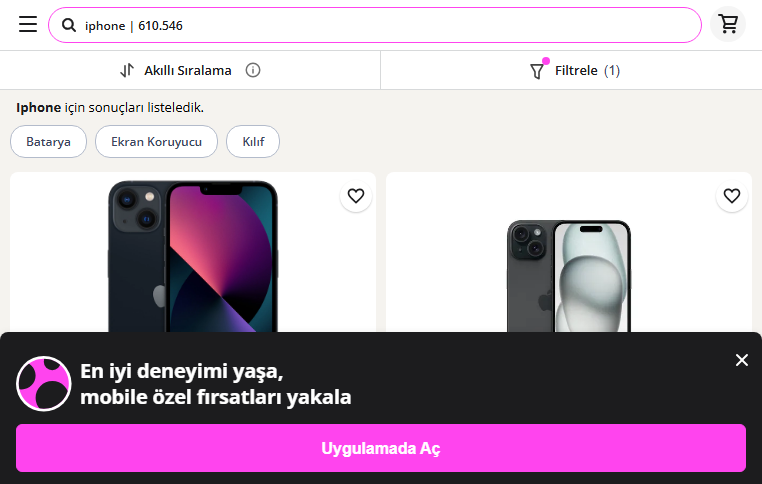 iphone | 610.546
Akıllı Sıralama
Filtrele (1)
Iphone için sonuçları listeledik.
Batarya
Ekran Koruyucu
Kılıf
En iyi deneyimi yaşa,
mobile özel fırsatları yakala
Uygulamada Aç